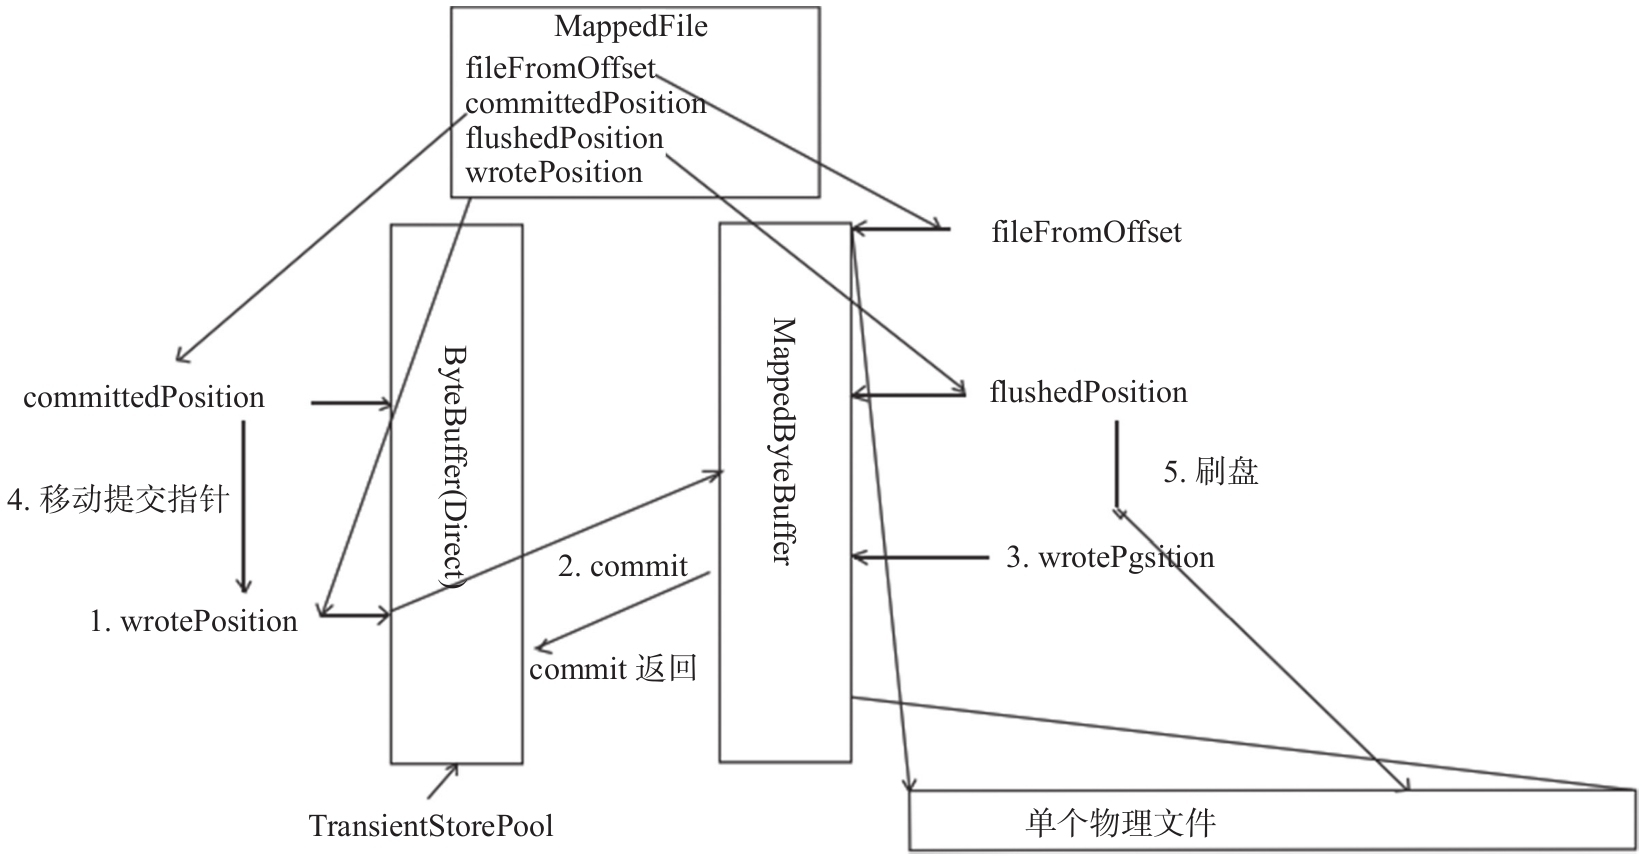 MappedFile
fileFromOffset
committedPosition
flushedPosition
wrotePosition
fileFromOffset
committedPosition
flushedPosition
ByteBuffer(Direct)
MappedByteBuffer
4. 移动提交指针
5. 刷盘
2. commit
3. wrotePgsition
1. wrotePosition
commit 返回
TransientStorePool
单个物理文件